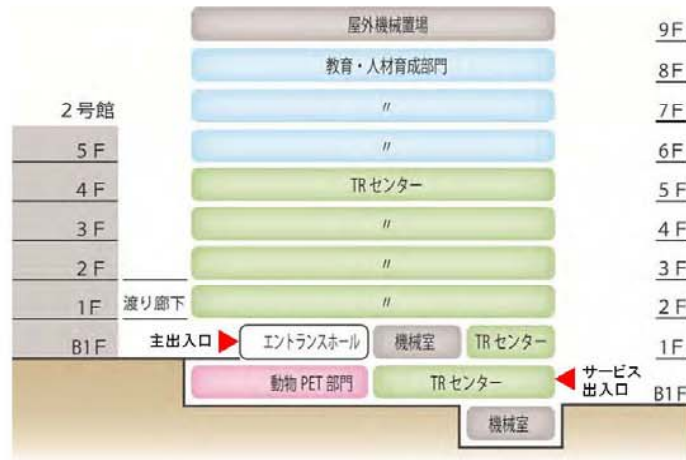 屋外機械置場
9F
教育・人材育成部門
8F
2号館
〃
7F
5F
〃
6F
4F
TRセンター
5F
3F
〃
4F
2F
〃
3F
1F
渡り廊下
〃
2F
B1F
主出入口
エントランスホール
機械室
TRセンター
1F
動物PET部門
TRセンター
サービス
出入口
B1F
機械室